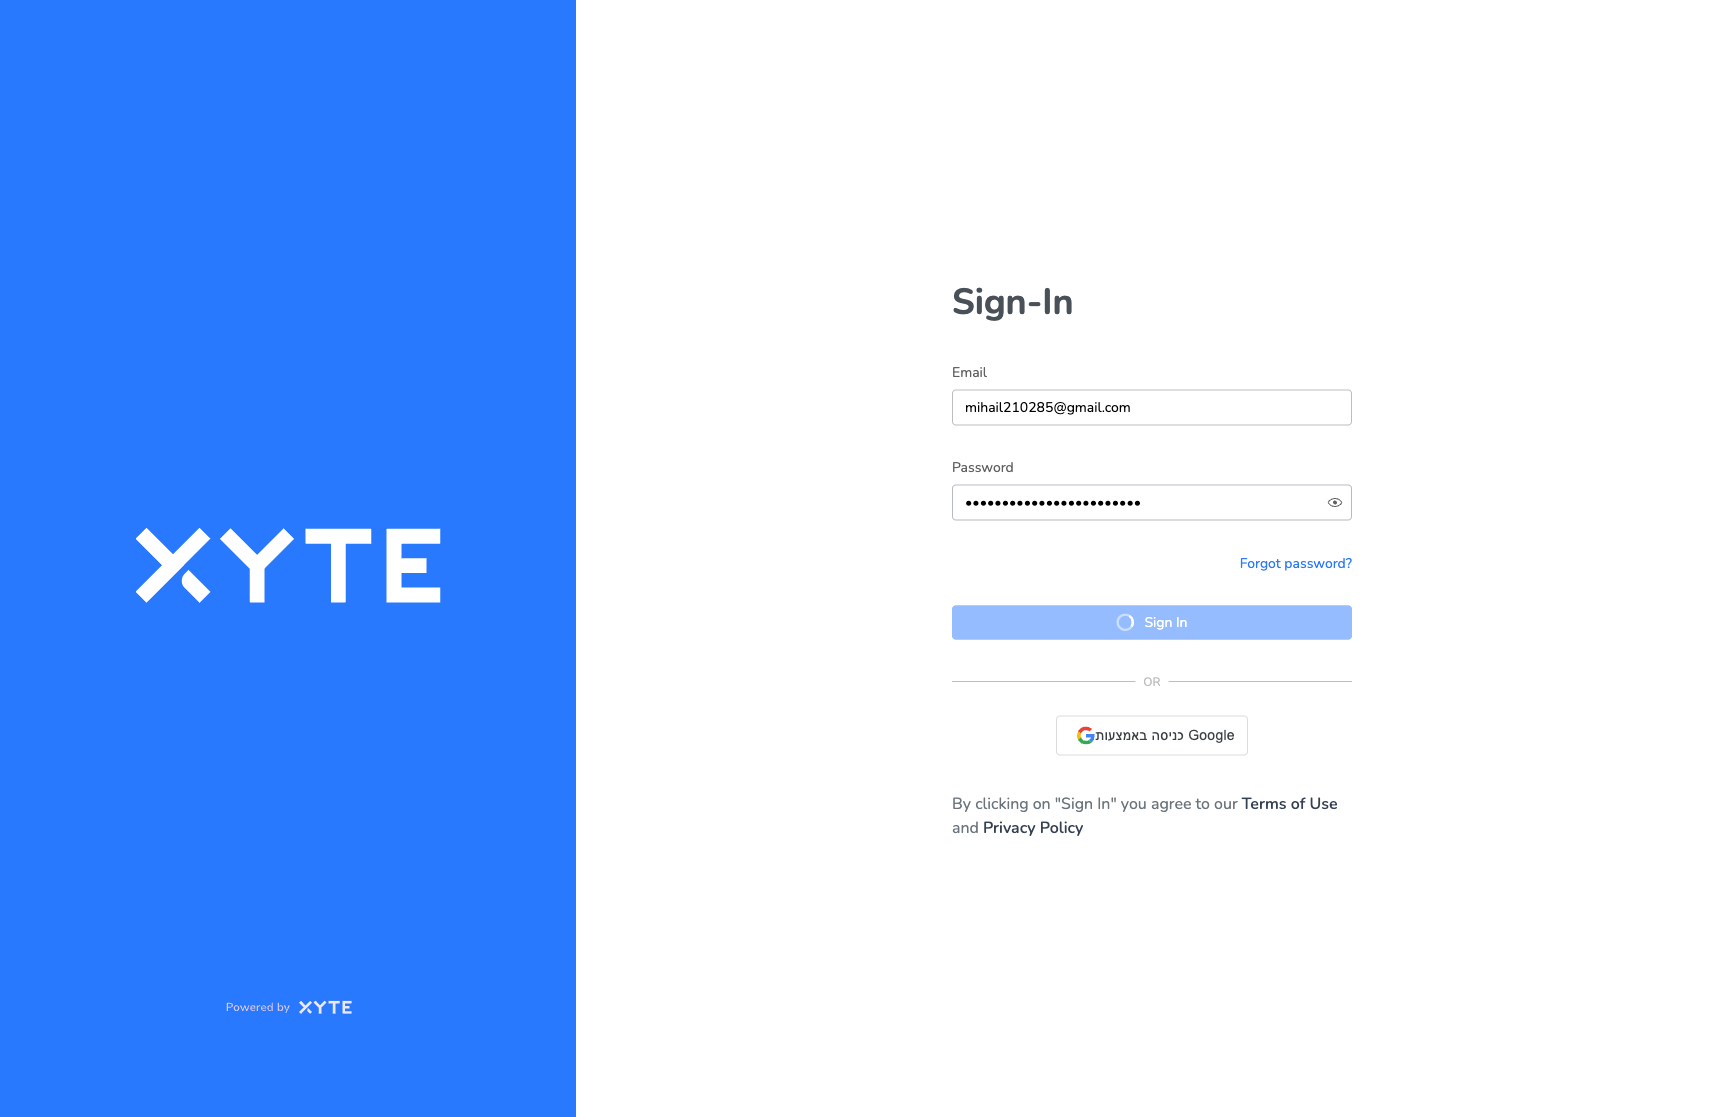 XYTE
Powered by XYTE
Sign-In
Email
mihail210285@gmail.com
Password
••••••••••••••••••••••••
Forgot password?
Sign In
OR
כניסה באמצעות Google
By clicking on "Sign In" you agree to our Terms of Use
and Privacy Policy